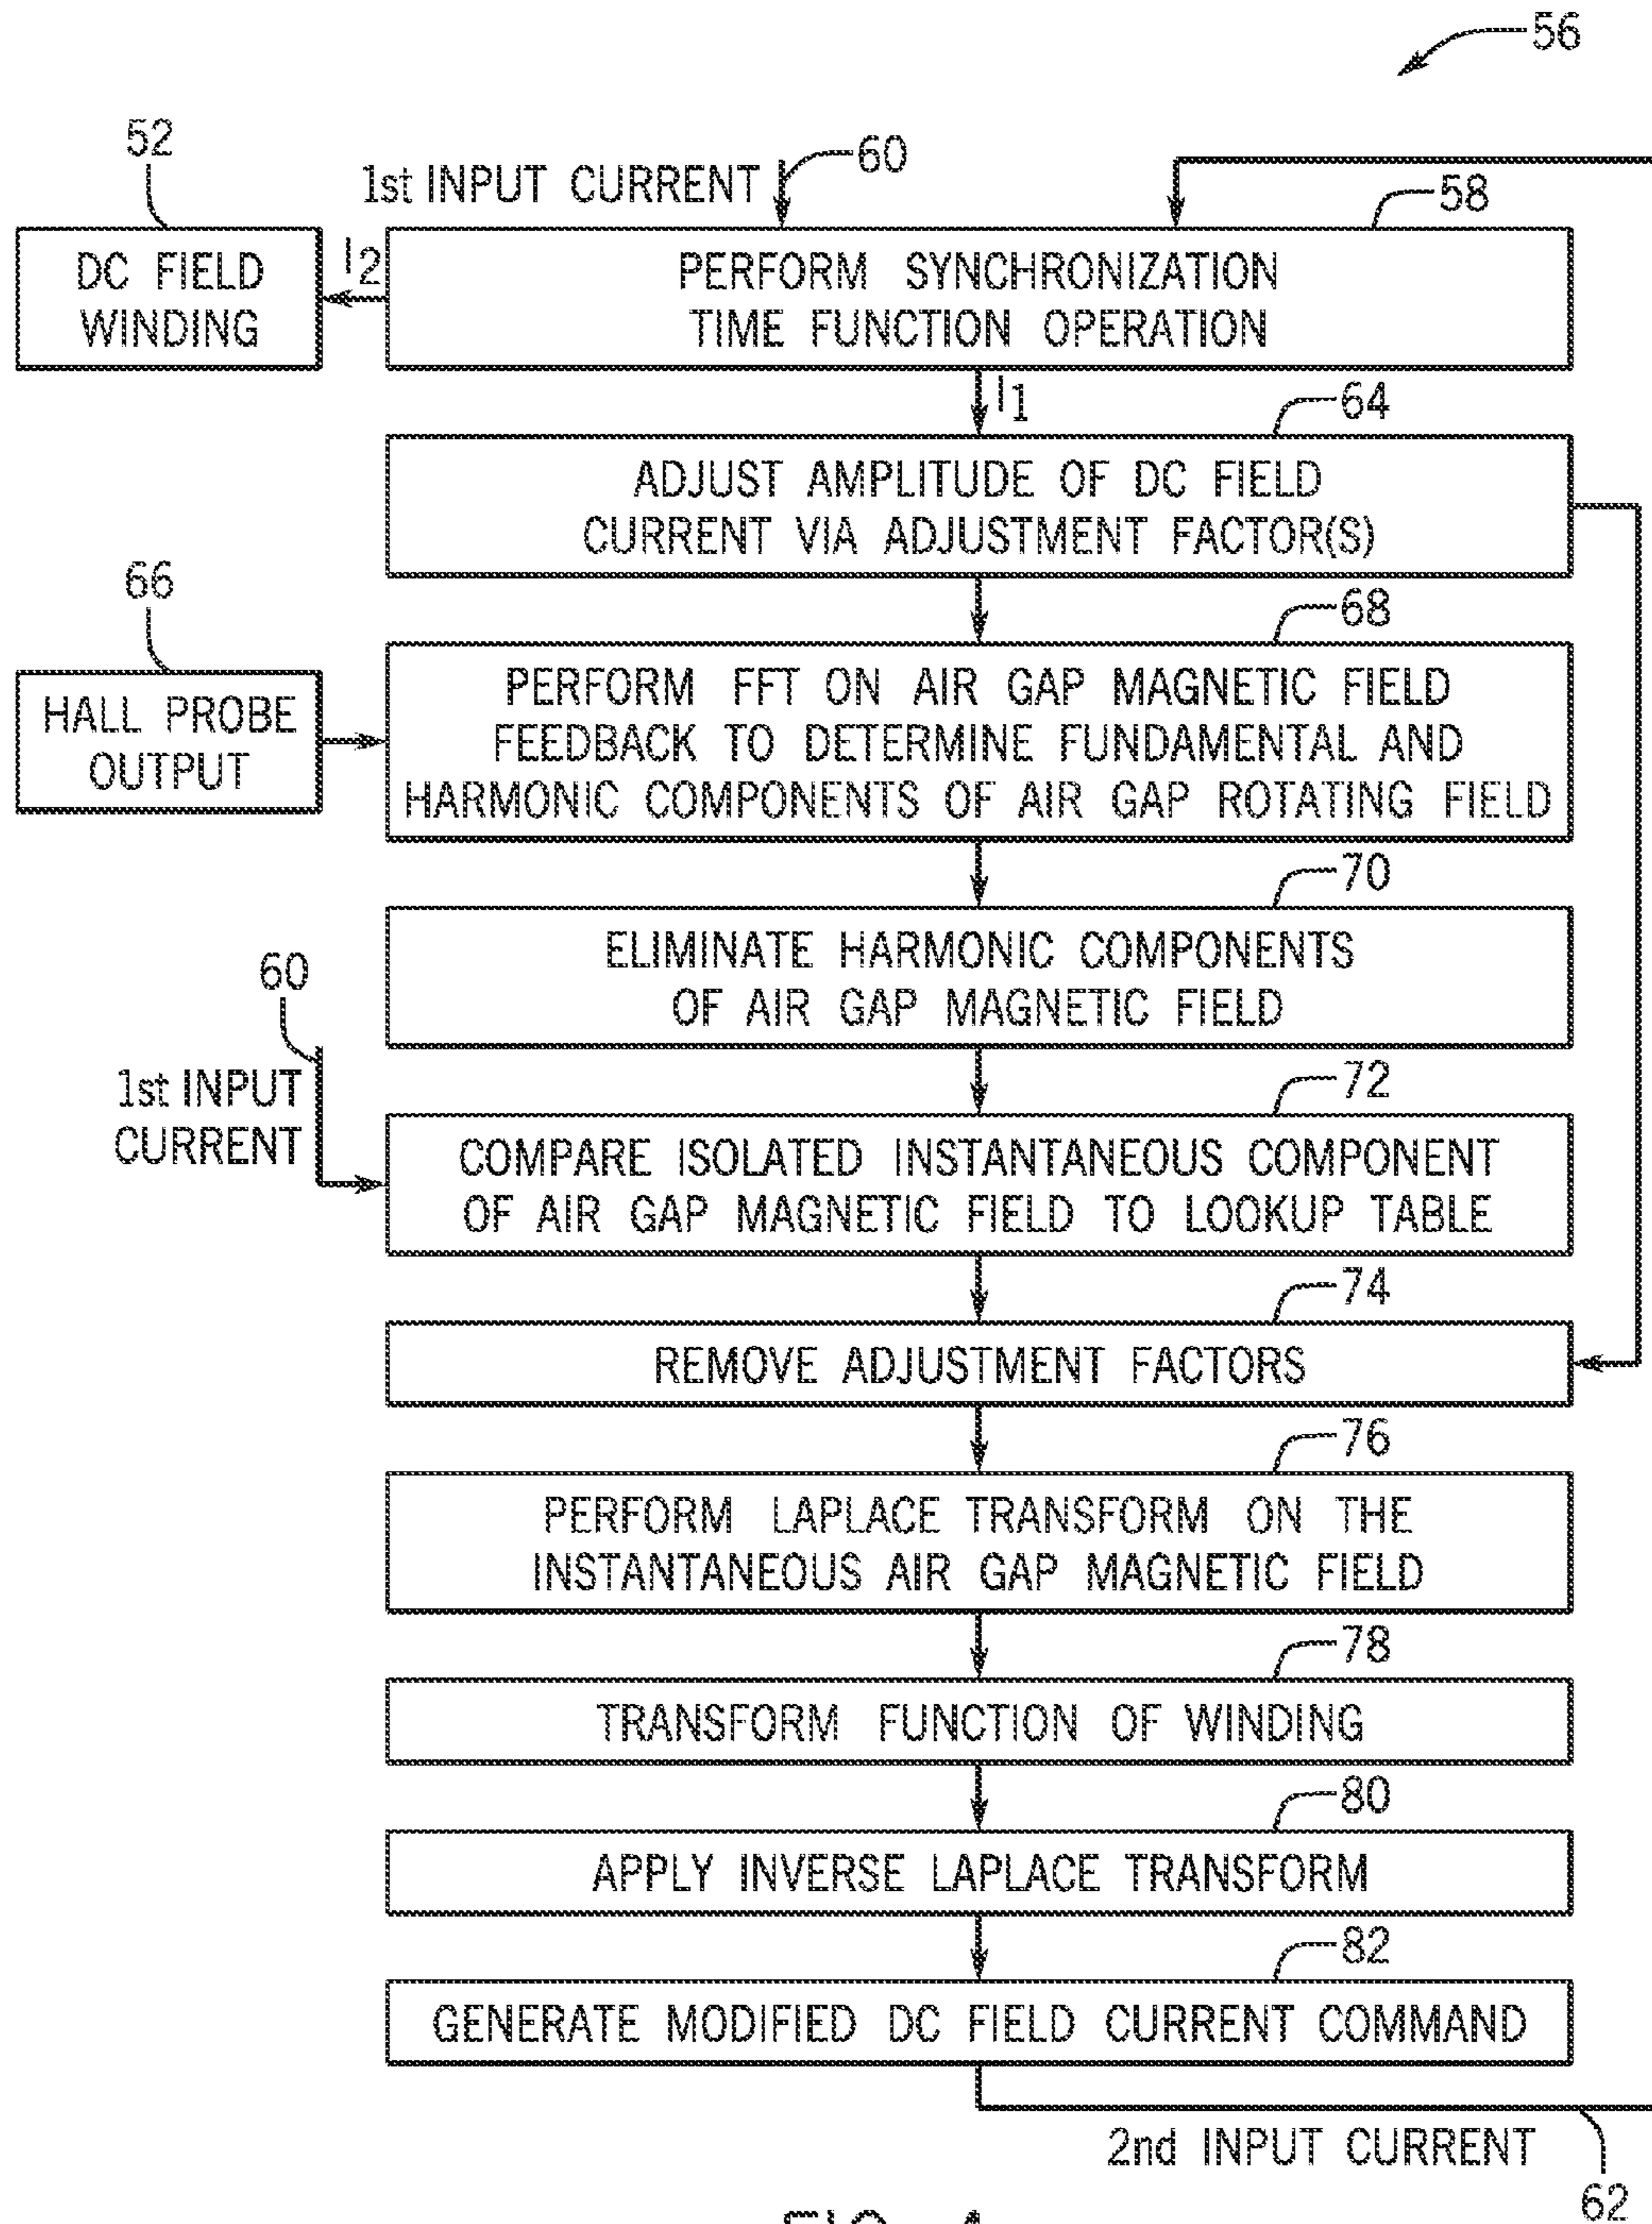 56
52
1st INPUT CURRENT
60
58
DC FIELD
WINDING
I2
PERFORM SYNCHRONIZATION
TIME FUNCTION OPERATION
I1
64
ADJUST AMPLITUDE OF DC FIELD
CURRENT VIA ADJUSTMENT FACTOR(S)
66
68
HALL PROBE
OUTPUT
PERFORM FFT ON AIR GAP MAGNETIC FIELD
FEEDBACK TO DETERMINE FUNDAMENTAL AND
HARMONIC COMPONENTS OF AIR GAP ROTATING FIELD
70
ELIMINATE HARMONIC COMPONENTS
OF AIR GAP MAGNETIC FIELD
60
1st INPUT
CURRENT
72
COMPARE ISOLATED INSTANTANEOUS COMPONENT
OF AIR GAP MAGNETIC FIELD TO LOOKUP TABLE
74
REMOVE ADJUSTMENT FACTORS
76
PERFORM LAPLACE TRANSFORM ON THE
INSTANTANEOUS AIR GAP MAGNETIC FIELD
78
TRANSFORM FUNCTION OF WINDING
80
APPLY INVERSE LAPLACE TRANSFORM
82
GENERATE MODIFIED DC FIELD CURRENT COMMAND
2nd INPUT CURRENT
62